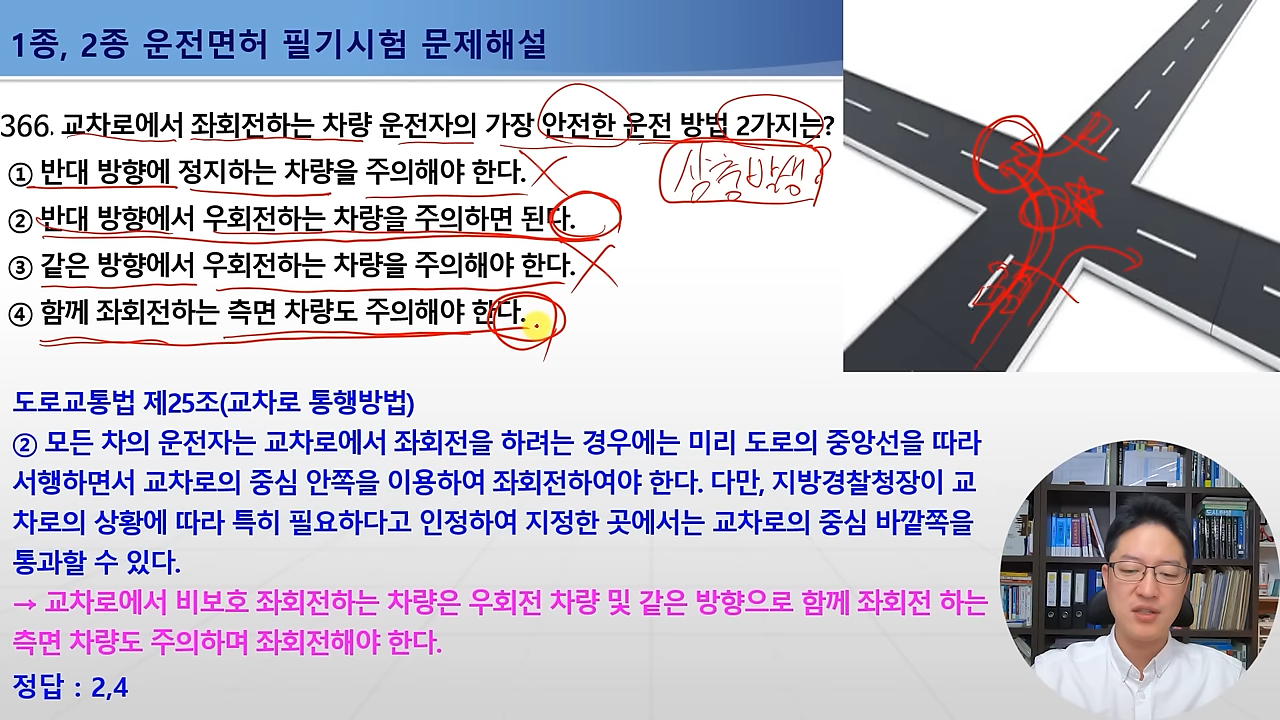 1종, 2종 운전면허 필기시험 문제해설
366. 교차로에서 좌회전하는 차량 운전자의 가장 안전한 운전 방법 2가지는?
① 반대 방향에 정지하는 차량을 주의해야 한다.
② 반대 방향에서 우회전하는 차량을 주의하면 된다.
③ 같은 방향에서 우회전하는 차량을 주의해야 한다.
④ 함께 좌회전하는 측면 차량도 주의해야 한다.
상충발생?
도로교통법 제25조(교차로 통행방법)
② 모든 차의 운전자는 교차로에서 좌회전을 하려는 경우에는 미리 도로의 중앙선을 따라
서행하면서 교차로의 중심 안쪽을 이용하여 좌회전하여야 한다. 다만, 지방경찰청장이 교
차로의 상황에 따라 특히 필요하다고 인정하여 지정한 곳에서는 교차로의 중심 바깥쪽을
통과할 수 있다.
→ 교차로에서 비보호 좌회전하는 차량은 우회전 차량 및 같은 방향으로 함께 좌회전 하는
측면 차량도 주의하며 좌회전해야 한다.
정답 : 2,4